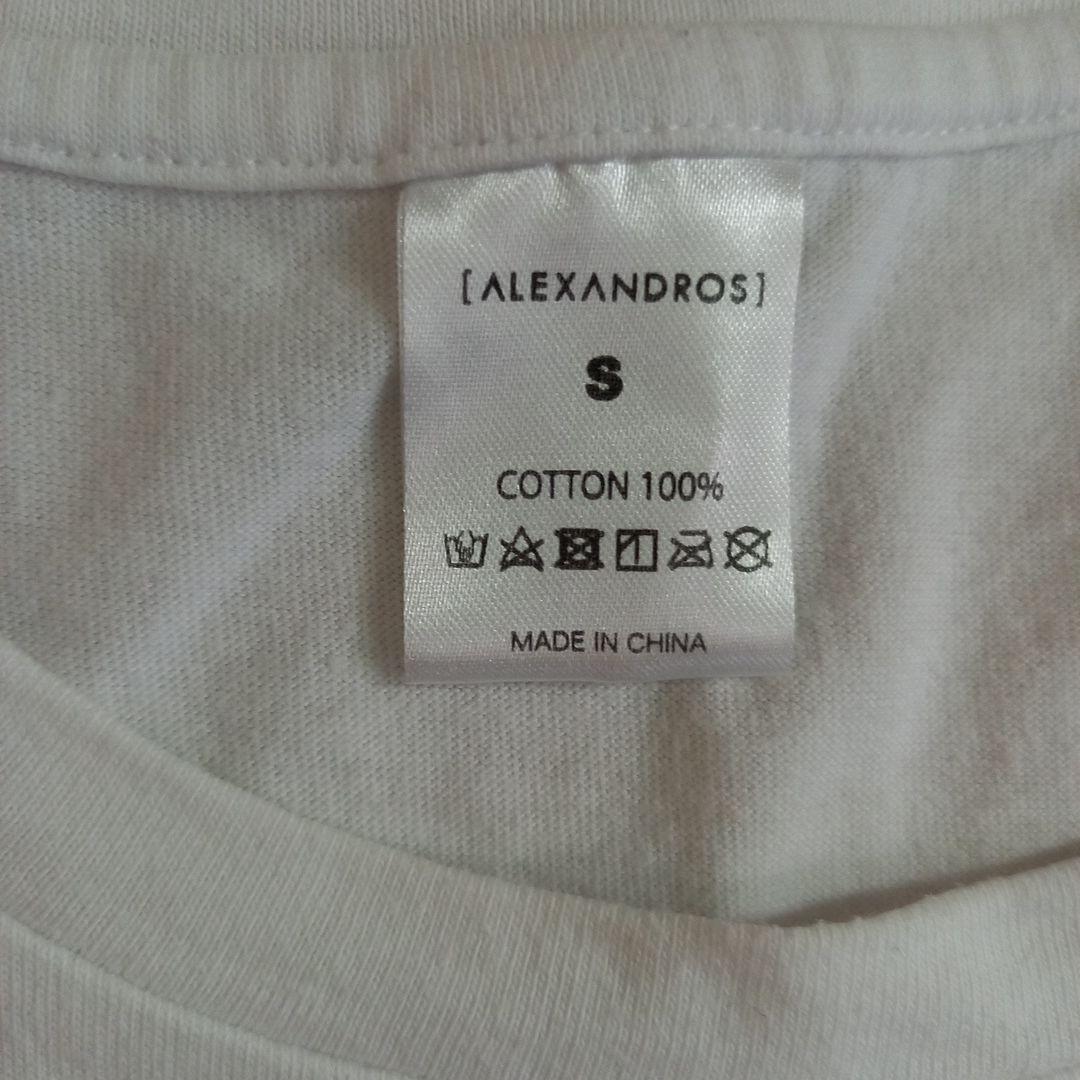 [ALEXANDROS]
S
COTTON 100%
MADE IN CHINA